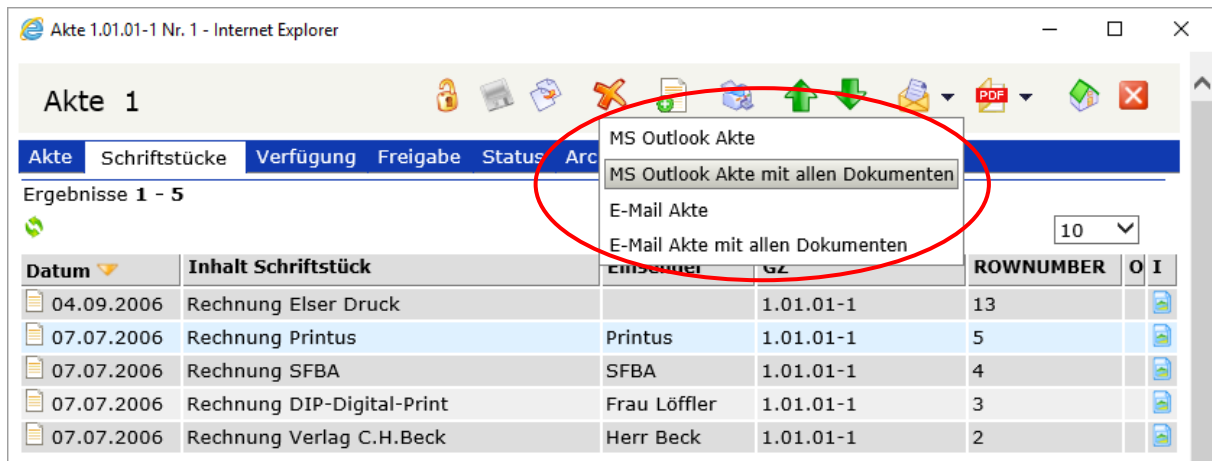 Akte 1.01.01-1 Nr. 1 - Internet Explorer
Akte 1
PDF
MS Outlook Akte
MS Outlook Akte mit allen Dokumenten
E-Mail Akte
E-Mail Akte mit allen Dokumenten
Akte Schriftstücke Verfügung Freigabe Status Arc
Ergebnisse 1 - 5
10
Datum Inhalt Schriftstück Einsender GZ ROWNUMBER O I
04.09.2006 Rechnung Elser Druck 1.01.01-1 13
07.07.2006 Rechnung Printus Printus 1.01.01-1 5
07.07.2006 Rechnung SFBA SFBA 1.01.01-1 4
07.07.2006 Rechnung DIP-Digital-Print Frau Löffler 1.01.01-1 3
07.07.2006 Rechnung Verlag C.H.Beck Herr Beck 1.01.01-1 2